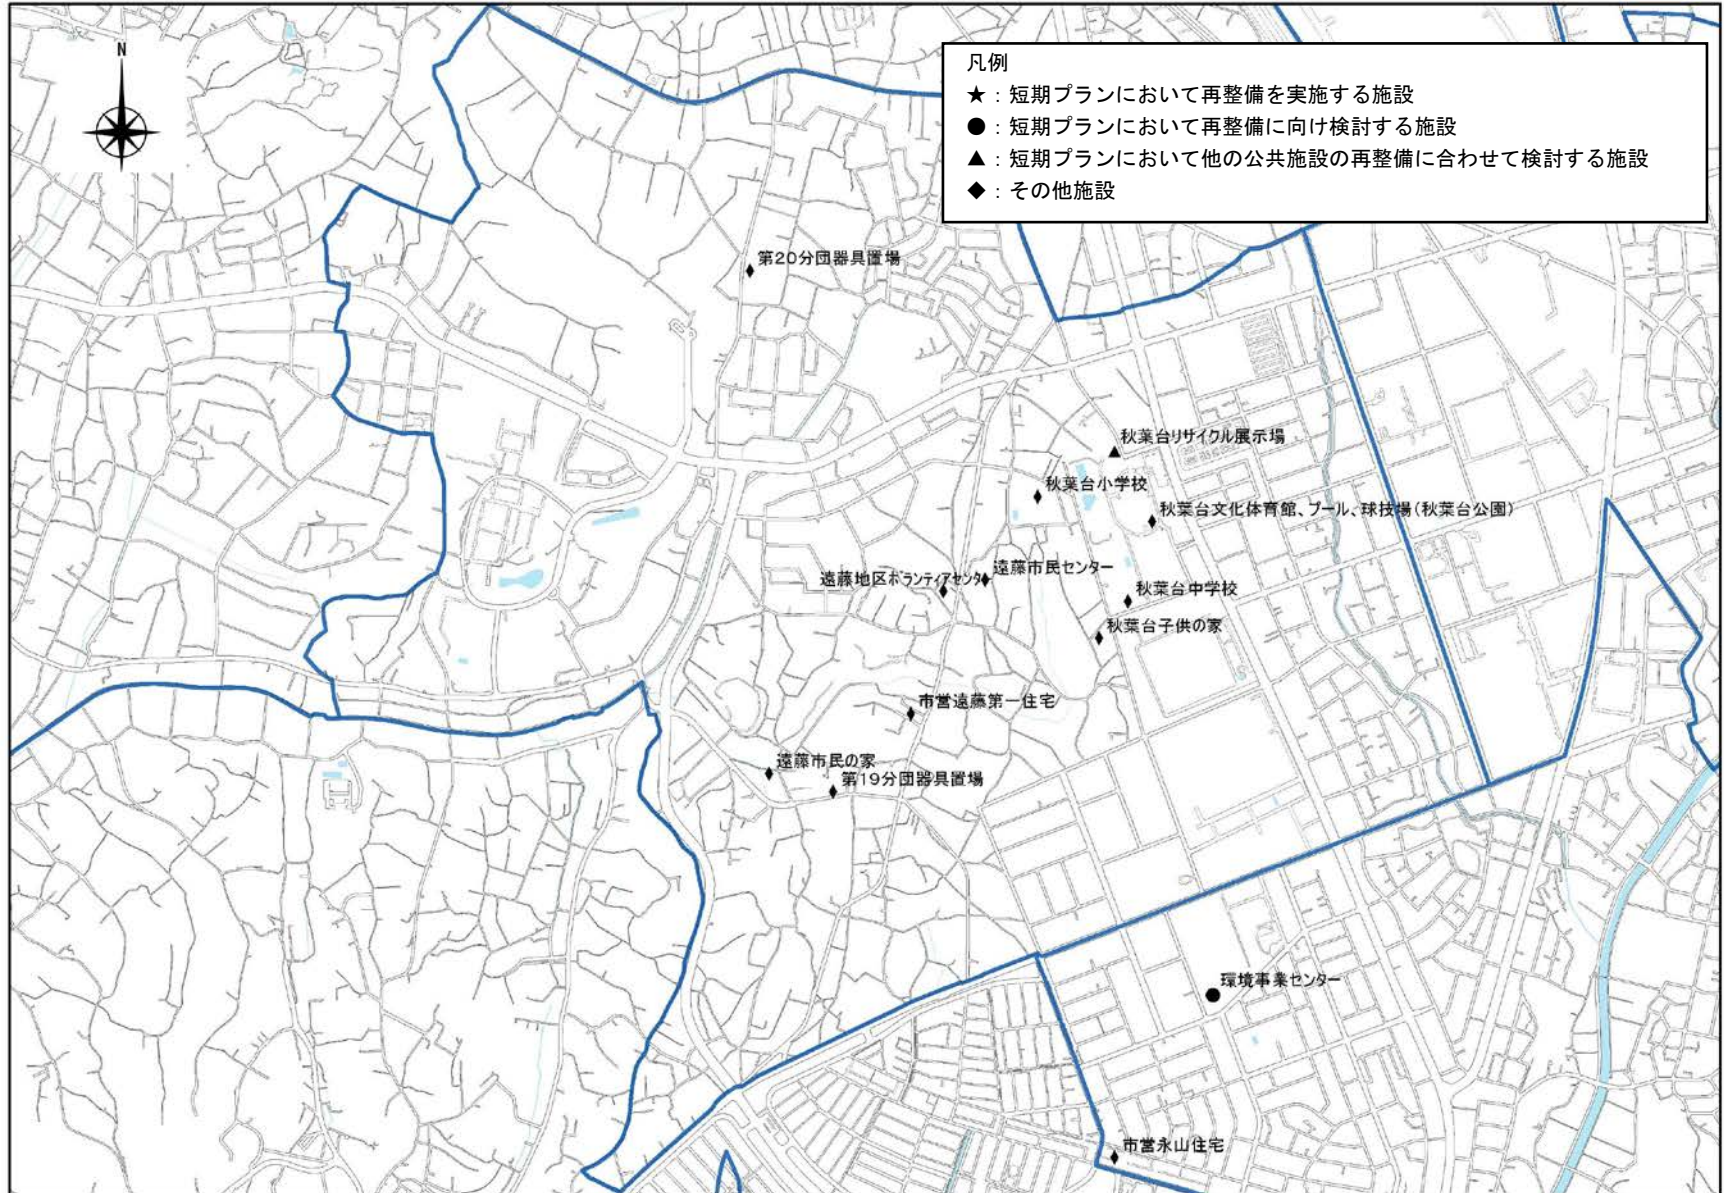 N
凡例
★：短期プランにおいて再整備を実施する施設
●：短期プランにおいて再整備に向け検討する施設
▲：短期プランにおいて他の公共施設の再整備に合わせて検討する施設
◆：その他施設
第20分団器具置場
秋葉台リサイクル展示場
秋葉台小学校
秋葉台文化体育館、プール、球技場(秋葉台公園)
遠藤市民センター
遠藤地区ボランティアセンタ
秋葉台中学校
秋葉台子供の家
市営遠藤第一住宅
遠藤市民の家
第19分団器具置場
環境事業センター
市営永山住宅